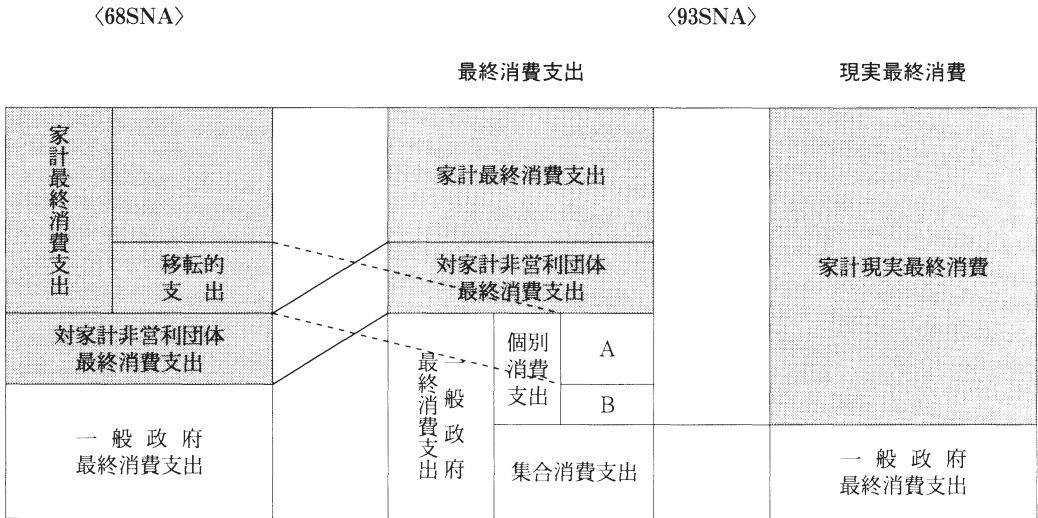 〈68SNA〉
〈93SNA〉
最終消費支出
現実最終消費
家計最終消費支出
移転的
支出
対家計非営利団体
最終消費支出
一般政府
最終消費支出
家計最終消費支出
対家計非営利団体
最終消費支出
一般政府
最終消費支出
個別
消費
支出
A
B
集合消費支出
家計現実最終消費
一般政府
最終消費支出